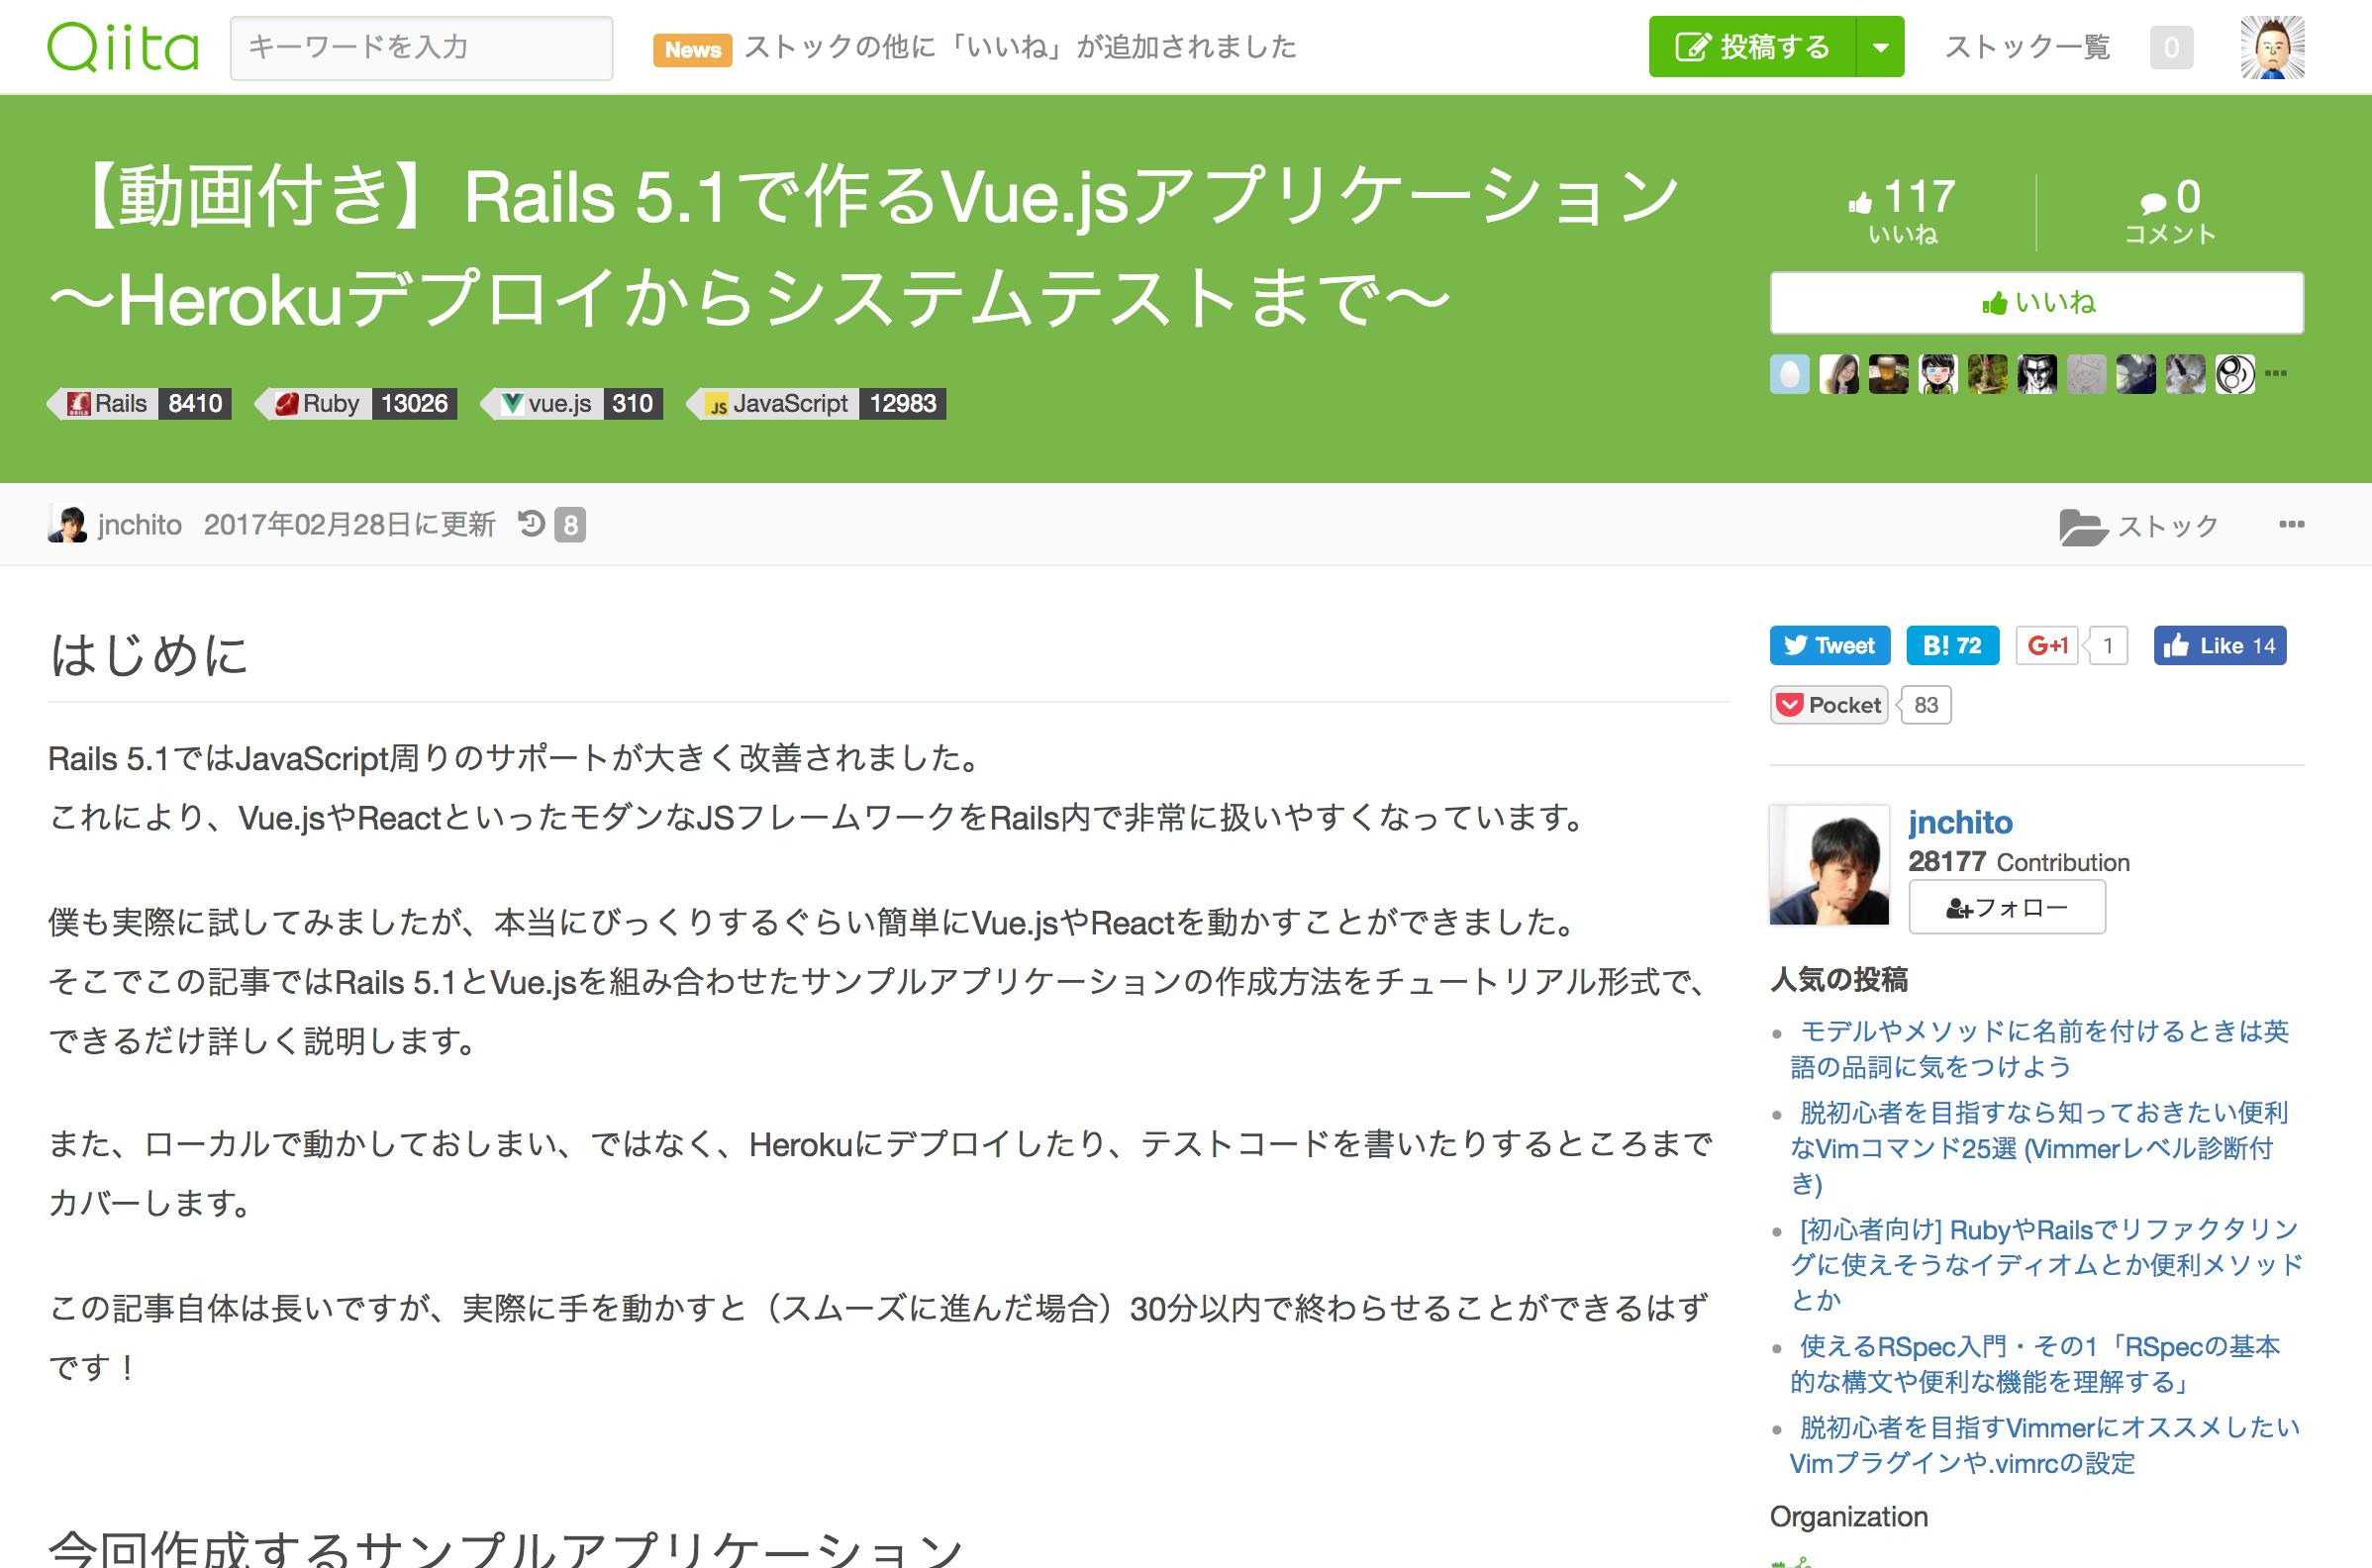 Qiita
キーワードを入力
News ストックの他に「いいね」が追加されました
投稿する
ストック一覧
0
【動画付き】Rails 5.1で作るVue.jsアプリケーション
〜Herokuデプロイからシステムテストまで〜
117
いいね
0
コメント
いいね
Rails 8410
Ruby 13026
vue.js 310
JS JavaScript 12983
jnchito 2017年02月28日に更新 8
ストック
はじめに
Rails 5.1ではJavaScript周りのサポートが大きく改善されました。
これにより、Vue.jsやReactといったモダンなJSフレームワークをRails内で非常に扱いやすくなっています。
僕も実際に試してみましたが、本当にびっくりするぐらい簡単にVue.jsやReactを動かすことができました。
そこでこの記事ではRails 5.1とVue.jsを組み合わせたサンプルアプリケーションの作成方法をチュートリアル形式で、
できるだけ詳しく説明します。
また、ローカルで動かしておしまい、ではなく、Herokuにデプロイしたり、テストコードを書いたりするところまで
カバーします。
この記事自体は長いですが、実際に手を動かすと（スムーズに進んだ場合）30分以内で終わらせることができるはず
です！
今回作成するサンプルアプリケーション
Tweet
B! 72
G+1 1
Like 14
Pocket 83
jnchito
28177 Contribution
フォロー
人気の投稿
モデルやメソッドに名前を付けるときは英
語の品詞に気をつけよう
脱初心者を目指すなら知っておきたい便利
なVimコマンド25選 (Vimmerレベル診断付
き)
[初心者向け] RubyやRailsでリファクタリン
グに使えそうなイディオムとか便利メソッド
とか
使えるRSpec入門・その1「RSpecの基本
的な構文や便利な機能を理解する」
脱初心者を目指すVimmerにオススメしたい
Vimプラグインや.vimrcの設定
Organization